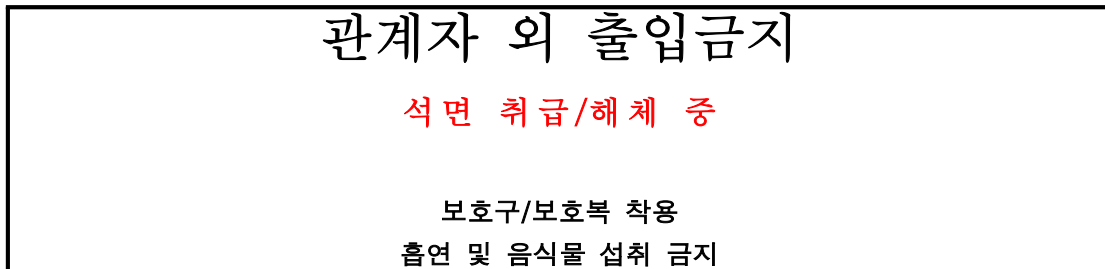 관계자 외 출입금지
석면 취급/해체 중
보호구/보호복 착용
흡연 및 음식물 섭취 금지